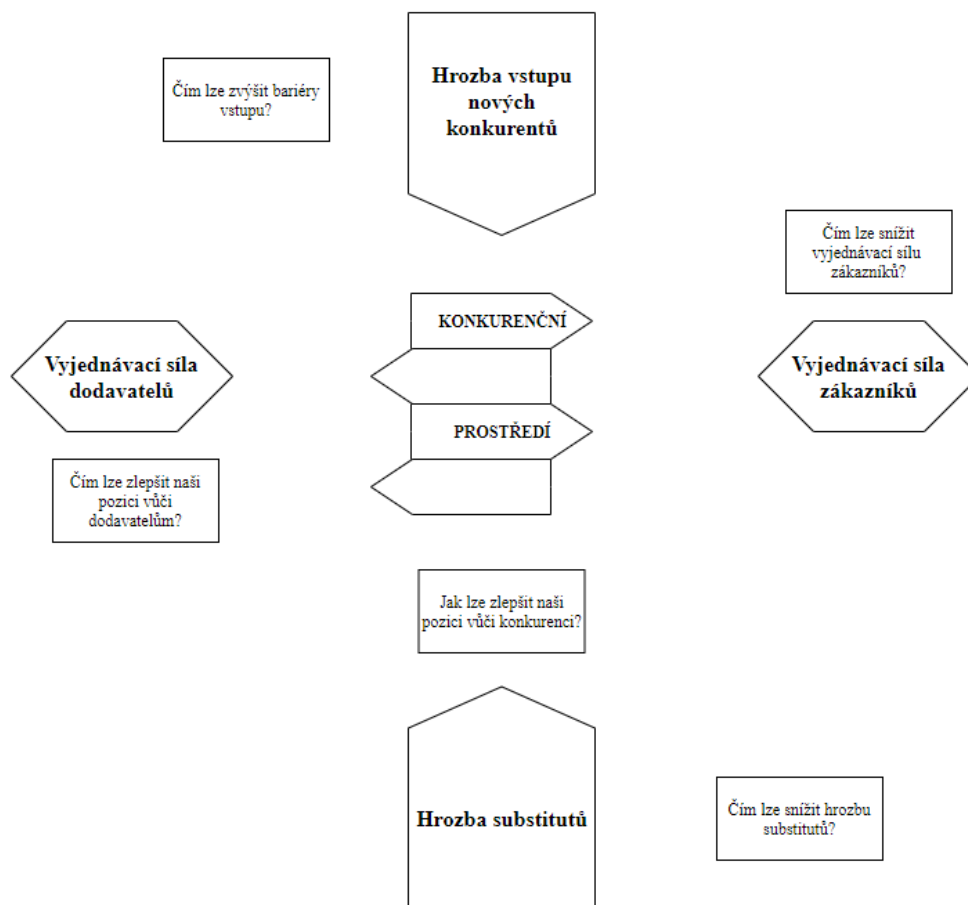 Hrozba vstupu
nových
konkurentů
Čím lze zvýšit bariéry
vstupu?
Čím lze snížit
vyjednávací sílu
zákazníků?
KONKURENČNÍ
Vyjednávací síla
dodavatelů
Vyjednávací síla
zákazníků
PROSTŘEDÍ
Čím lze zlepšit naši
pozici vůči
dodavatelům?
Jak lze zlepšit naši
pozici vůči konkurenci?
Hrozba substitutů
Čím lze snížit hrozbu
substitutů?